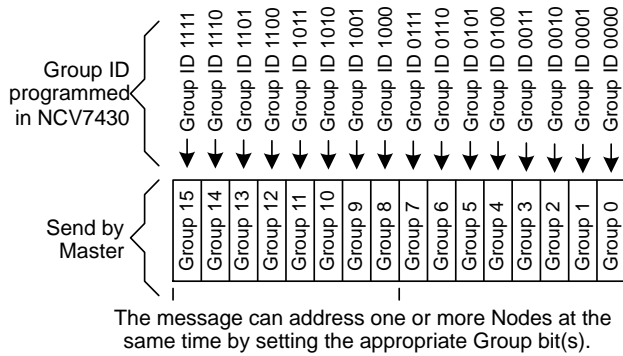 Group ID
programmed
in NCV7430
Group ID 1111
Group ID 1110
Group ID 1101
Group ID 1100
Group ID 1011
Group ID 1010
Group ID 1001
Group ID 1000
Group ID 0111
Group ID 0110
Group ID 0101
Group ID 0100
Group ID 0011
Group ID 0010
Group ID 0001
Group ID 0000
Send by
Master
Group 15
Group 14
Group 13
Group 12
Group 11
Group 10
Group 9
Group 8
Group 7
Group 6
Group 5
Group 4
Group 3
Group 2
Group 1
Group 0
The message can address one or more Nodes at the
same time by setting the appropriate Group bit(s).